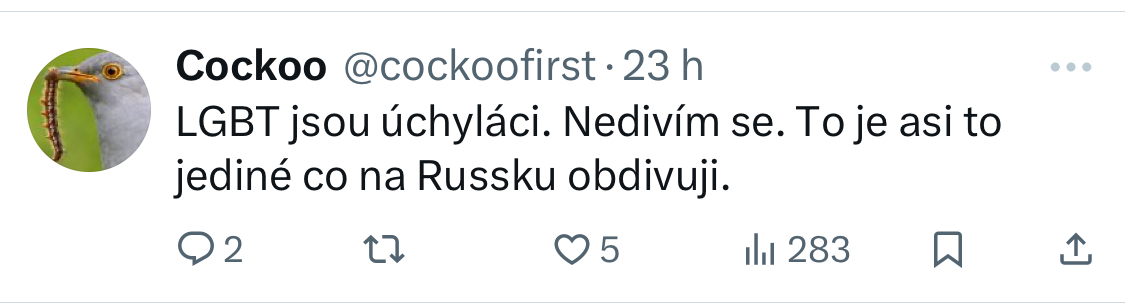 Cockoo @cockoofirst · 23 h
LGBT jsou úchyláci. Nedivím se. To je asi to
jediné co na Russku obdivuji.
2 5 283